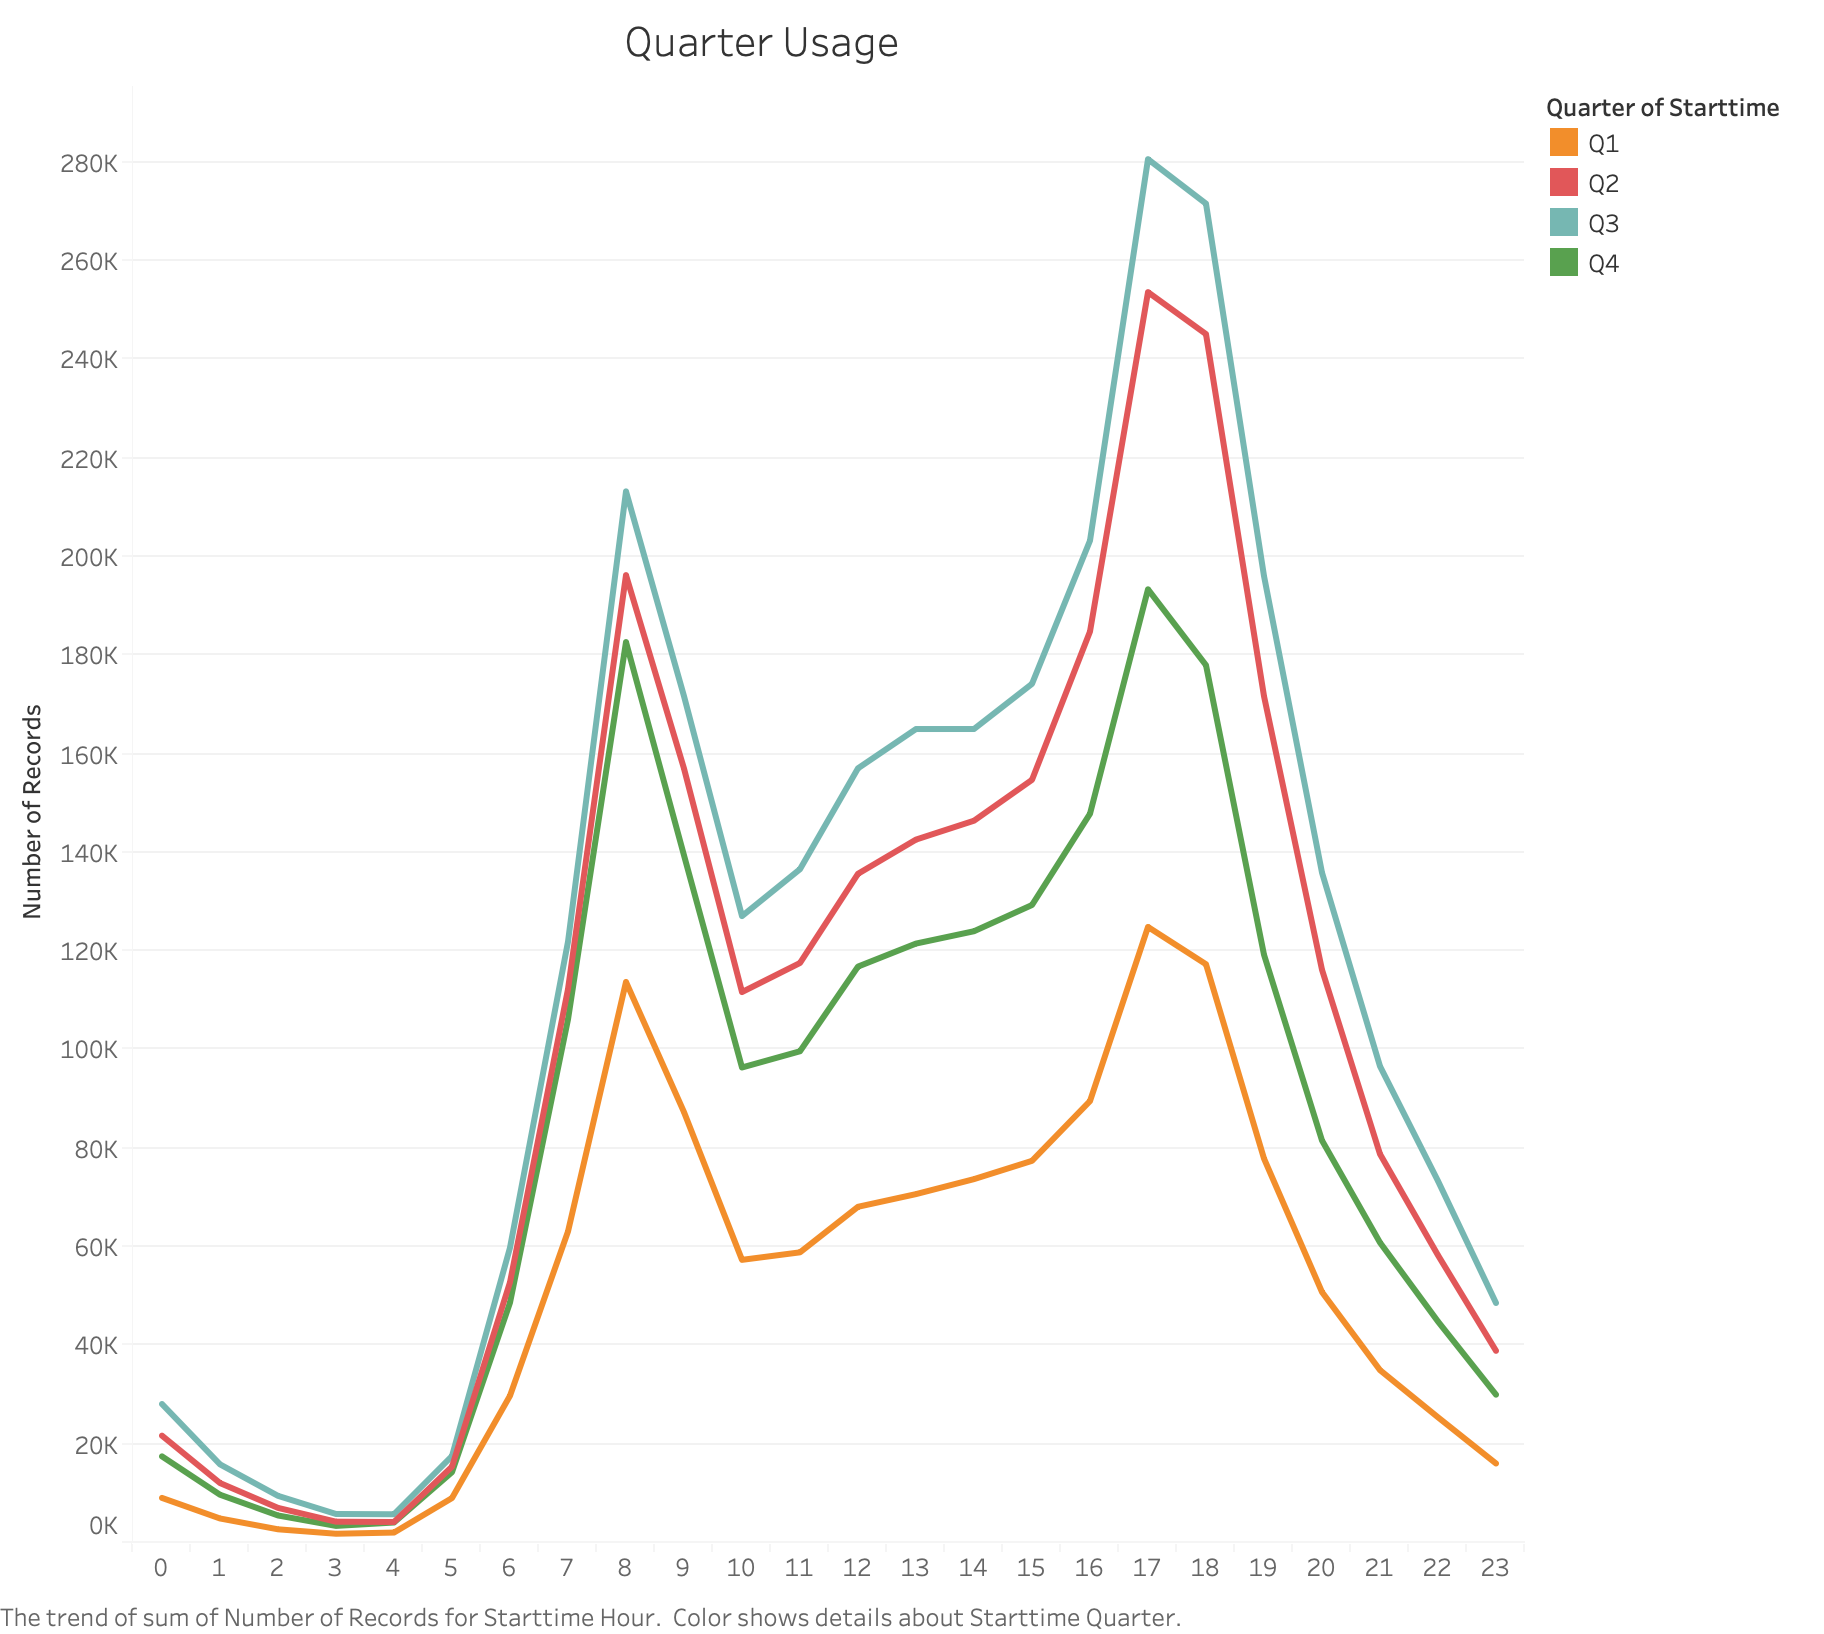 Quarter Usage
Quarter of Starttime
Q1
Q2
Q3
Q4
280K
260K
240K
220K
200K
180K
160K
140K
120K
100K
80K
60K
40K
20K
0K
Number of Records
0 1 2 3 4 5 6 7 8 9 10 11 12 13 14 15 16 17 18 19 20 21 22 23
The trend of sum of Number of Records for Starttime Hour. Color shows details about Starttime Quarter.